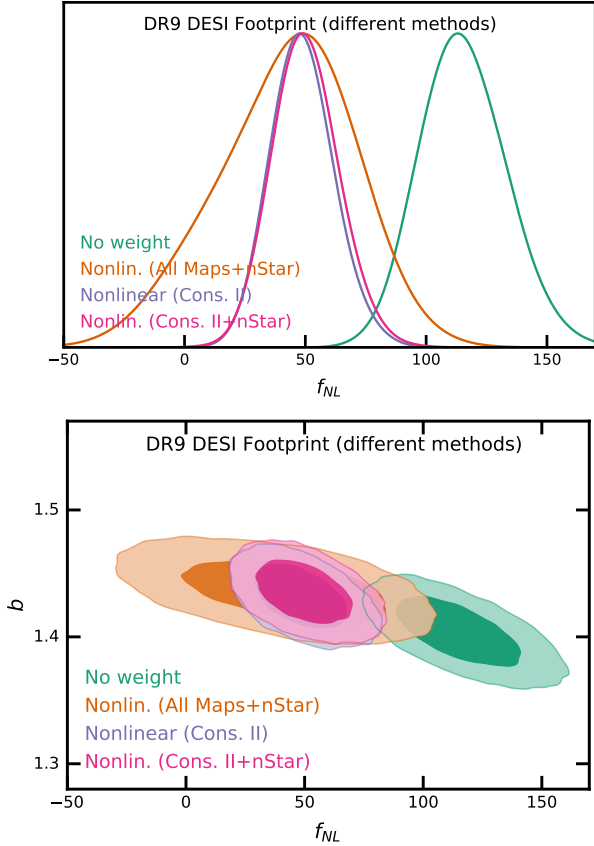 DR9 DESI Footprint (different methods)
No weight
Nonlin. (All Maps+nStar)
Nonlinear (Cons. II)
Nonlin. (Cons. II+nStar)
−50 0 50 100 150
f_NL
DR9 DESI Footprint (different methods)
1.5
1.4
1.3
b
No weight
Nonlin. (All Maps+nStar)
Nonlinear (Cons. II)
Nonlin. (Cons. II+nStar)
−50 0 50 100 150
f_NL